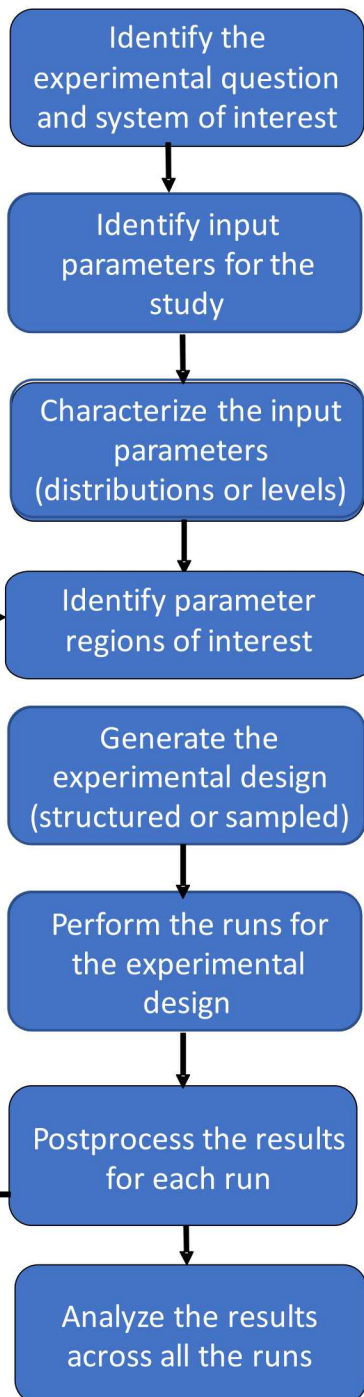 Identify the
experimental question
and system of interest
Identify input
parameters for the
study
Characterize the input
parameters
(distributions or levels)
Identify parameter
regions of interest
Generate the
experimental design
(structured or sampled)
Perform the runs for
the experimental
design
Postprocess the results
for each run
Analyze the results
across all the runs